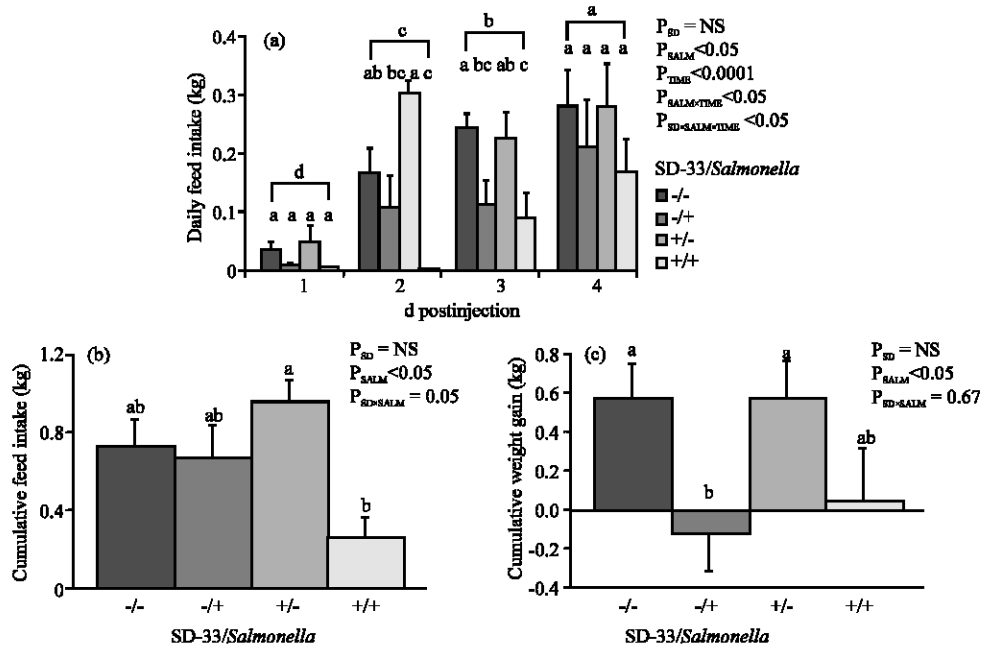 (a)
Daily feed intake (kg)
0.4
0.3
0.2
0.1
0
d
a a a a
c
ab bc a c
b
a bc ab c
a
a a a a
1 2 3 4
d postinjection
P_SD = NS
P_SALM <0.05
P_TIME <0.0001
P_SALM×TIME <0.05
P_SD×SALM×TIME <0.05
SD-33/Salmonella
-/-
-/+
+/-
+/+
(b)
Cumulative feed intake (kg)
1.2
0.8
0.4
0
ab ab a b
P_SD = NS
P_SALM <0.05
P_SD×SALM = 0.05
-/- -/+ +/- +/+
SD-33/Salmonella
(c)
Cumulative weight gain (kg)
0.8
0.6
0.4
0.2
0.0
-0.2
-0.4
a b a ab
P_SD = NS
P_SALM <0.05
P_SD×SALM = 0.67
-/- -/+ +/- +/+
SD-33/Salmonella